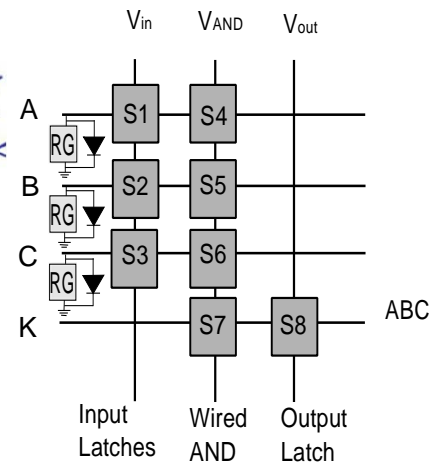 Vin VAND Vout
A S1 S4
RG
B S2 S5
RG
C S3 S6
RG
K S7 S8 ABC
Input Wired Output
Latches AND Latch